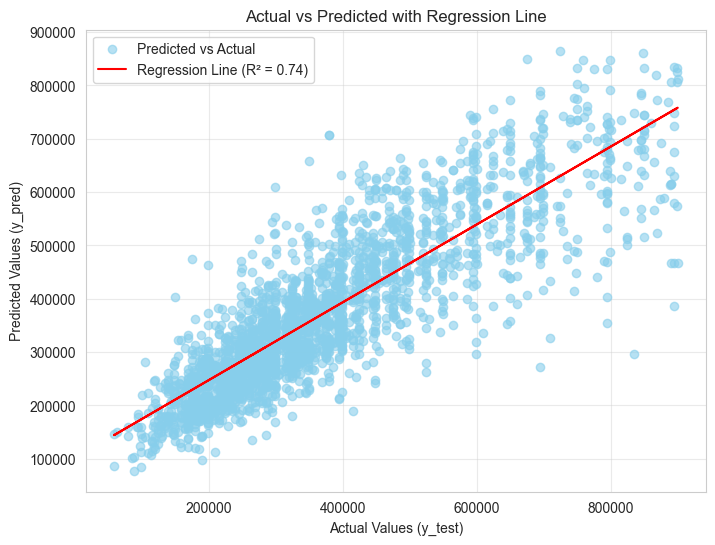 Actual vs Predicted with Regression Line
Predicted vs Actual
Regression Line (R² = 0.74)
Predicted Values (y_pred)
900000
800000
700000
600000
500000
400000
300000
200000
100000
200000
400000
600000
800000
Actual Values (y_test)